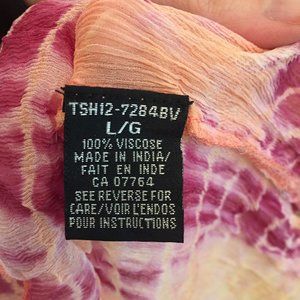 TSH12-7284BV
L/G
100% VISCOSE
MADE IN INDIA/
FAIT EN INDE
CA 07764
SEE REVERSE FOR
CARE/VOIR L'ENDOS
POUR INSTRUCTIONS